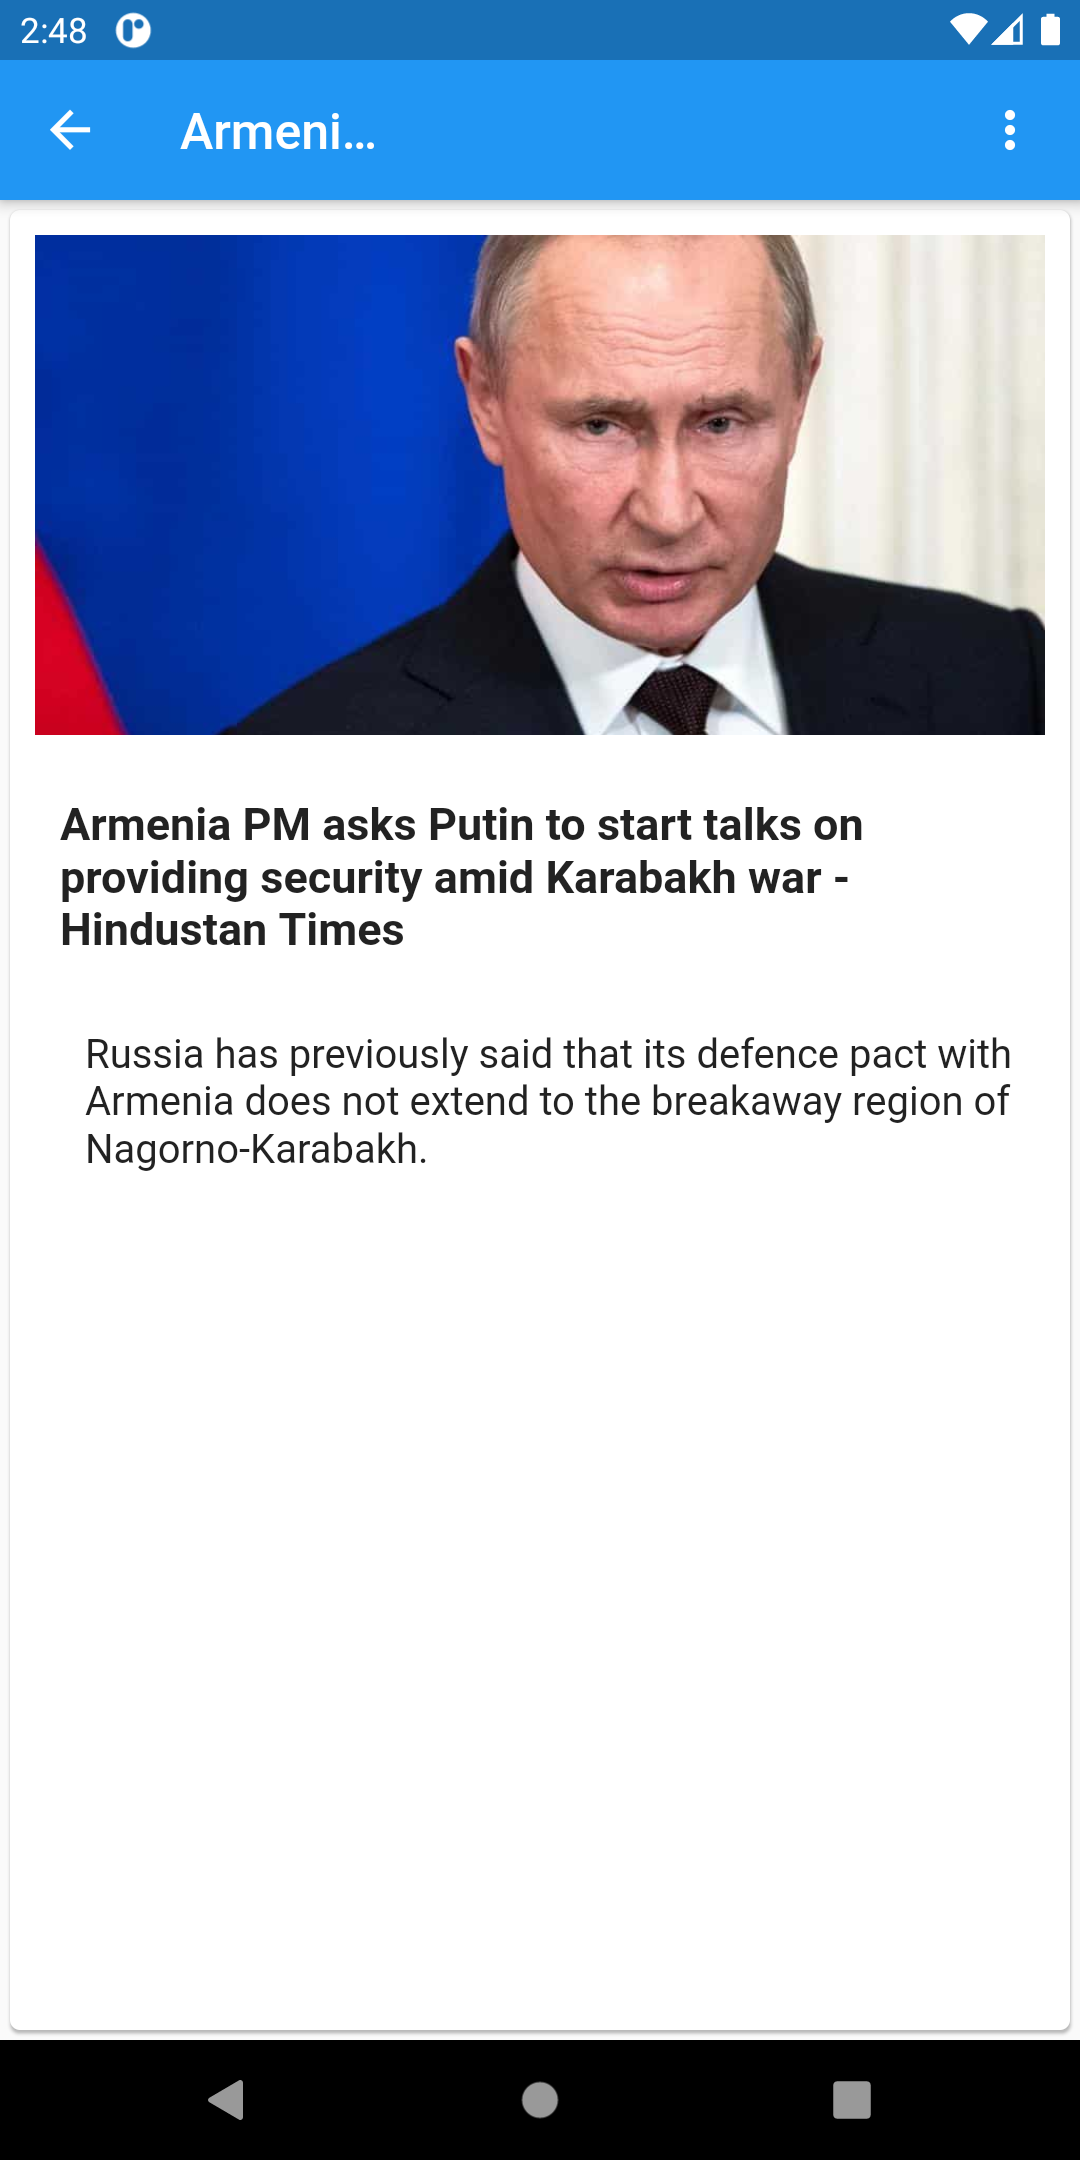 2:48
Armeni...
Armenia PM asks Putin to start talks on
providing security amid Karabakh war -
Hindustan Times
Russia has previously said that its defence pact with
Armenia does not extend to the breakaway region of
Nagorno-Karabakh.